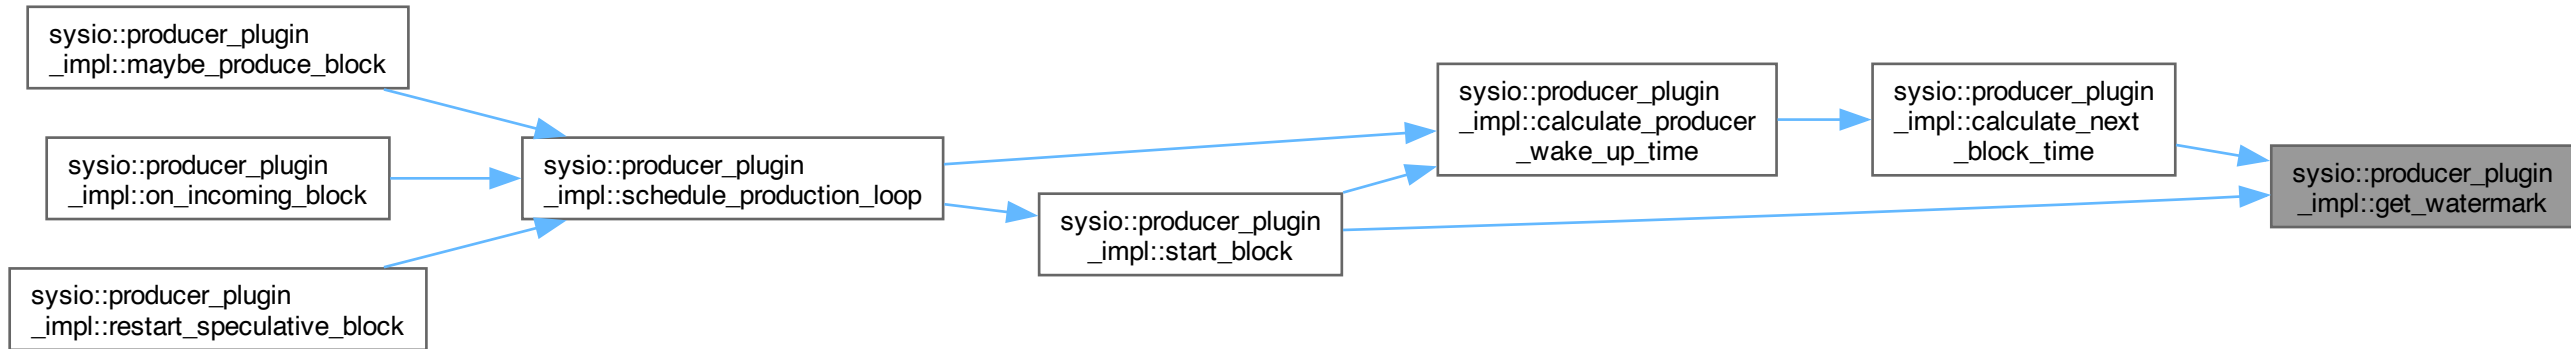 sysio::producer_plugin
_impl::maybe_produce_block
sysio::producer_plugin
_impl::on_incoming_block
sysio::producer_plugin
_impl::restart_speculative_block
sysio::producer_plugin
_impl::schedule_production_loop
sysio::producer_plugin
_impl::start_block
sysio::producer_plugin
_impl::calculate_producer
_wake_up_time
sysio::producer_plugin
_impl::calculate_next
_block_time
sysio::producer_plugin
_impl::get_watermark